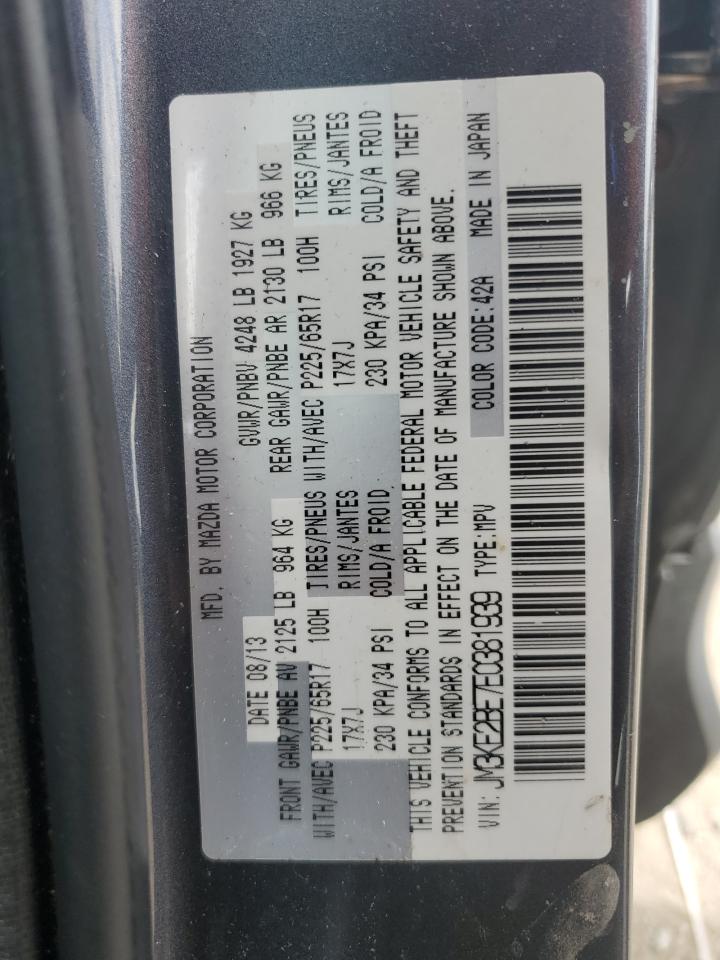 MFD. BY MAZDA MOTOR CORPORATION
DATE 08/13 GVWR/PNBV 4248 LB 1927 KG
FRONT GAWR/PNBE AV 2125 LB 964 KG REAR GAWR/PNBE AR 2130 LB 966 KG
WITH/AVEC P225/65R17 100H TIRES/PNEUS WITH/AVEC P225/65R17 100H TIRES/PNEUS
17X7J RIMS/JANTES 17X7J RIMS/JANTES
230 KPA/34 PSI COLD/A FROID, 230 KPA/34 PSI COLD/A FROID
THIS VEHICLE CONFORMS TO ALL APPLICABLE FEDERAL MOTOR VEHICLE SAFETY AND THEFT
PREVENTION STANDARDS IN EFFECT ON THE DATE OF MANUFACTURE SHOWN ABOVE.
VIN: JM3KE2BE7E0381939 TYPE:MPV COLOR CODE:42A MADE IN JAPAN